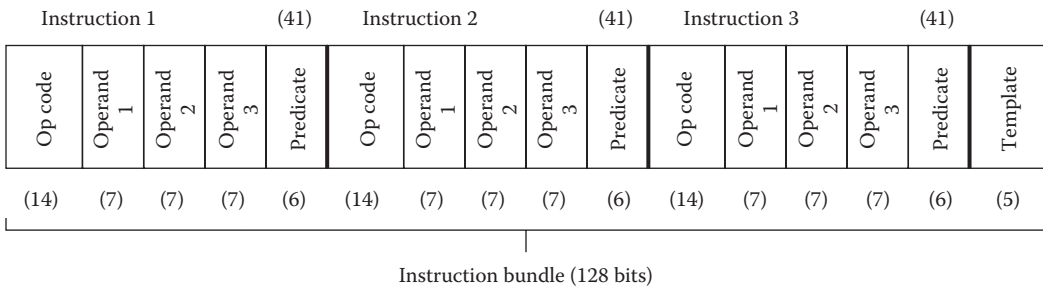 Instruction 1 (41) Instruction 2 (41) Instruction 3 (41)
Op code
Operand 1
Operand 2
Operand 3
Predicate
Op code
Operand 1
Operand 2
Operand 3
Predicate
Op code
Operand 1
Operand 2
Operand 3
Predicate
Template
(14) (7) (7) (7) (6) (14) (7) (7) (7) (6) (14) (7) (7) (7) (6) (5)
Instruction bundle (128 bits)